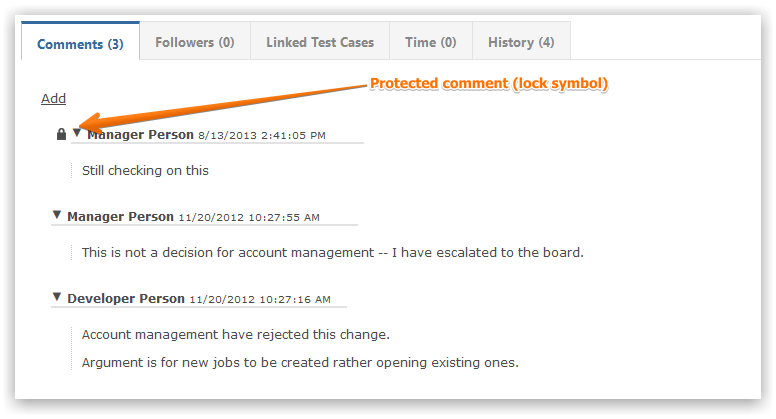 Comments (3) Followers (0) Linked Test Cases Time (0) History (4)
Protected comment (lock symbol)
Add
Manager Person 8/13/2013 2:41:05 PM
Still checking on this
Manager Person 11/20/2012 10:27:55 AM
This is not a decision for account management -- I have escalated to the board.
Developer Person 11/20/2012 10:27:16 AM
Account management have rejected this change.
Argument is for new jobs to be created rather opening existing ones.